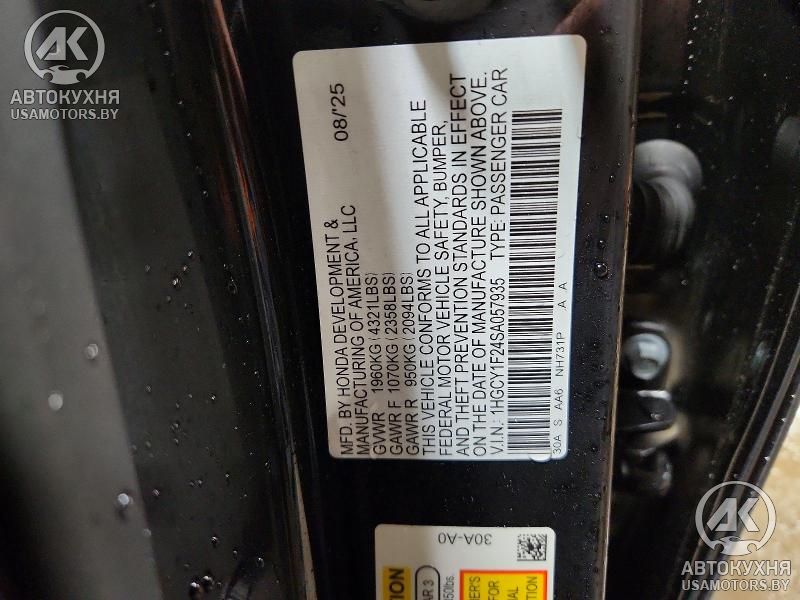 АВТОКУХНЯ
USAMOTORS.BY
MFD. BY HONDA DEVELOPMENT & 08/'25
MANUFACTURING OF AMERICA, LLC
GVWR 1960KG (4321LBS)
GAWR F 1070KG (2358LBS)
GAWR R 950KG (2094LBS)
THIS VEHICLE CONFORMS TO ALL APPLICABLE
FEDERAL MOTOR VEHICLE SAFETY, BUMPER,
AND THEFT PREVENTION STANDARDS IN EFFECT
ON THE DATE OF MANUFACTURE SHOWN ABOVE.
V.I.N.: 1HGCY1F24SA057935 TYPE: PASSENGER CAR
30A S AA6 NH731P A A
30A-A0
AR 3
50lbs.
АВТОКУХНЯ
USAMOTORS.BY